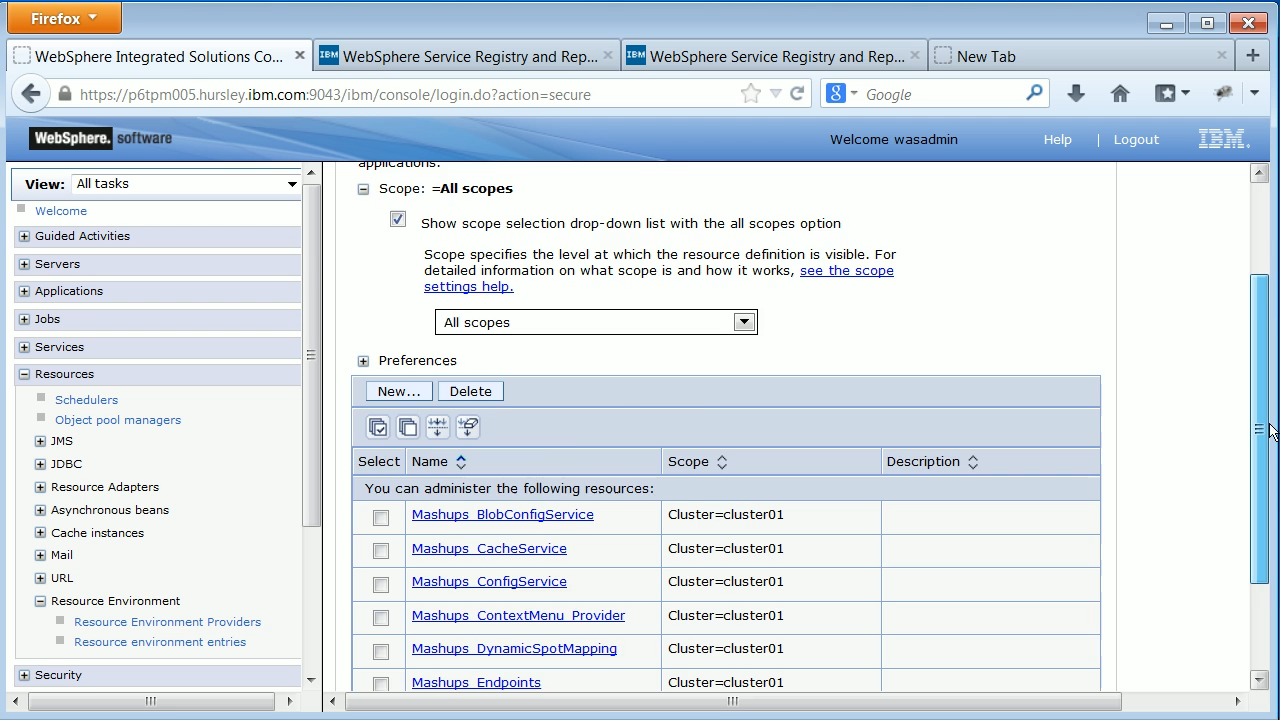 Firefox
WebSphere Integrated Solutions Co...
IBM WebSphere Service Registry and Rep...
IBM WebSphere Service Registry and Rep...
New Tab
https://p6tpm005.hursley.ibm.com:9043/ibm/console/login.do?action=secure
Google
WebSphere. software
Welcome wasadmin
Help | Logout
IBM.
View: All tasks
Welcome
Guided Activities
Servers
Applications
Jobs
Services
Resources
Schedulers
Object pool managers
JMS
JDBC
Resource Adapters
Asynchronous beans
Cache instances
Mail
URL
Resource Environment
Resource Environment Providers
Resource environment entries
Security
applications.
Scope: =All scopes
Show scope selection drop-down list with the all scopes option
Scope specifies the level at which the resource definition is visible. For
detailed information on what scope is and how it works, see the scope
settings help.
All scopes
Preferences
New... Delete
Select Name Scope Description
You can administer the following resources:
Mashups_BlobConfigService Cluster=cluster01
Mashups_CacheService Cluster=cluster01
Mashups_ConfigService Cluster=cluster01
Mashups_ContextMenu_Provider Cluster=cluster01
Mashups_DynamicSpotMapping Cluster=cluster01
Mashups_Endpoints Cluster=cluster01